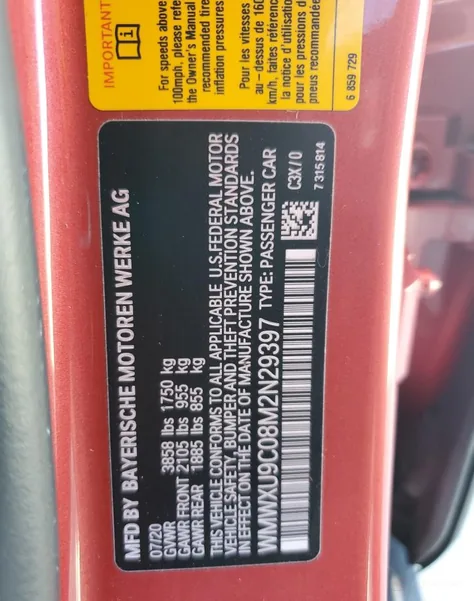 IMPORTANT
For speeds above
100mph, please refe
the Owner's Manual
recommended tire
inflation pressures
Pour les vitesses
au - dessus de 160
km/h, faites référenc
la notice d'utilisation
pour les pressions d
pneus recommandée
6 859 729
MFD BY BAYERISCHE MOTOREN WERKE AG
07/20
GVWR 3858 lbs 1750 kg
GAWR FRONT 2105 lbs 955 kg
GAWR REAR 1885 lbs 855 kg
THIS VEHICLE CONFORMS TO ALL APPLICABLE U.S.FEDERAL MOTOR
VEHICLE SAFETY, BUMPER AND THEFT PREVENTION STANDARDS
IN EFFECT ON THE DATE OF MANUFACTURE SHOWN ABOVE.
WMWXU9C08M2N29397 TYPE: PASSENGER CAR
C3X / 0
7 315 814